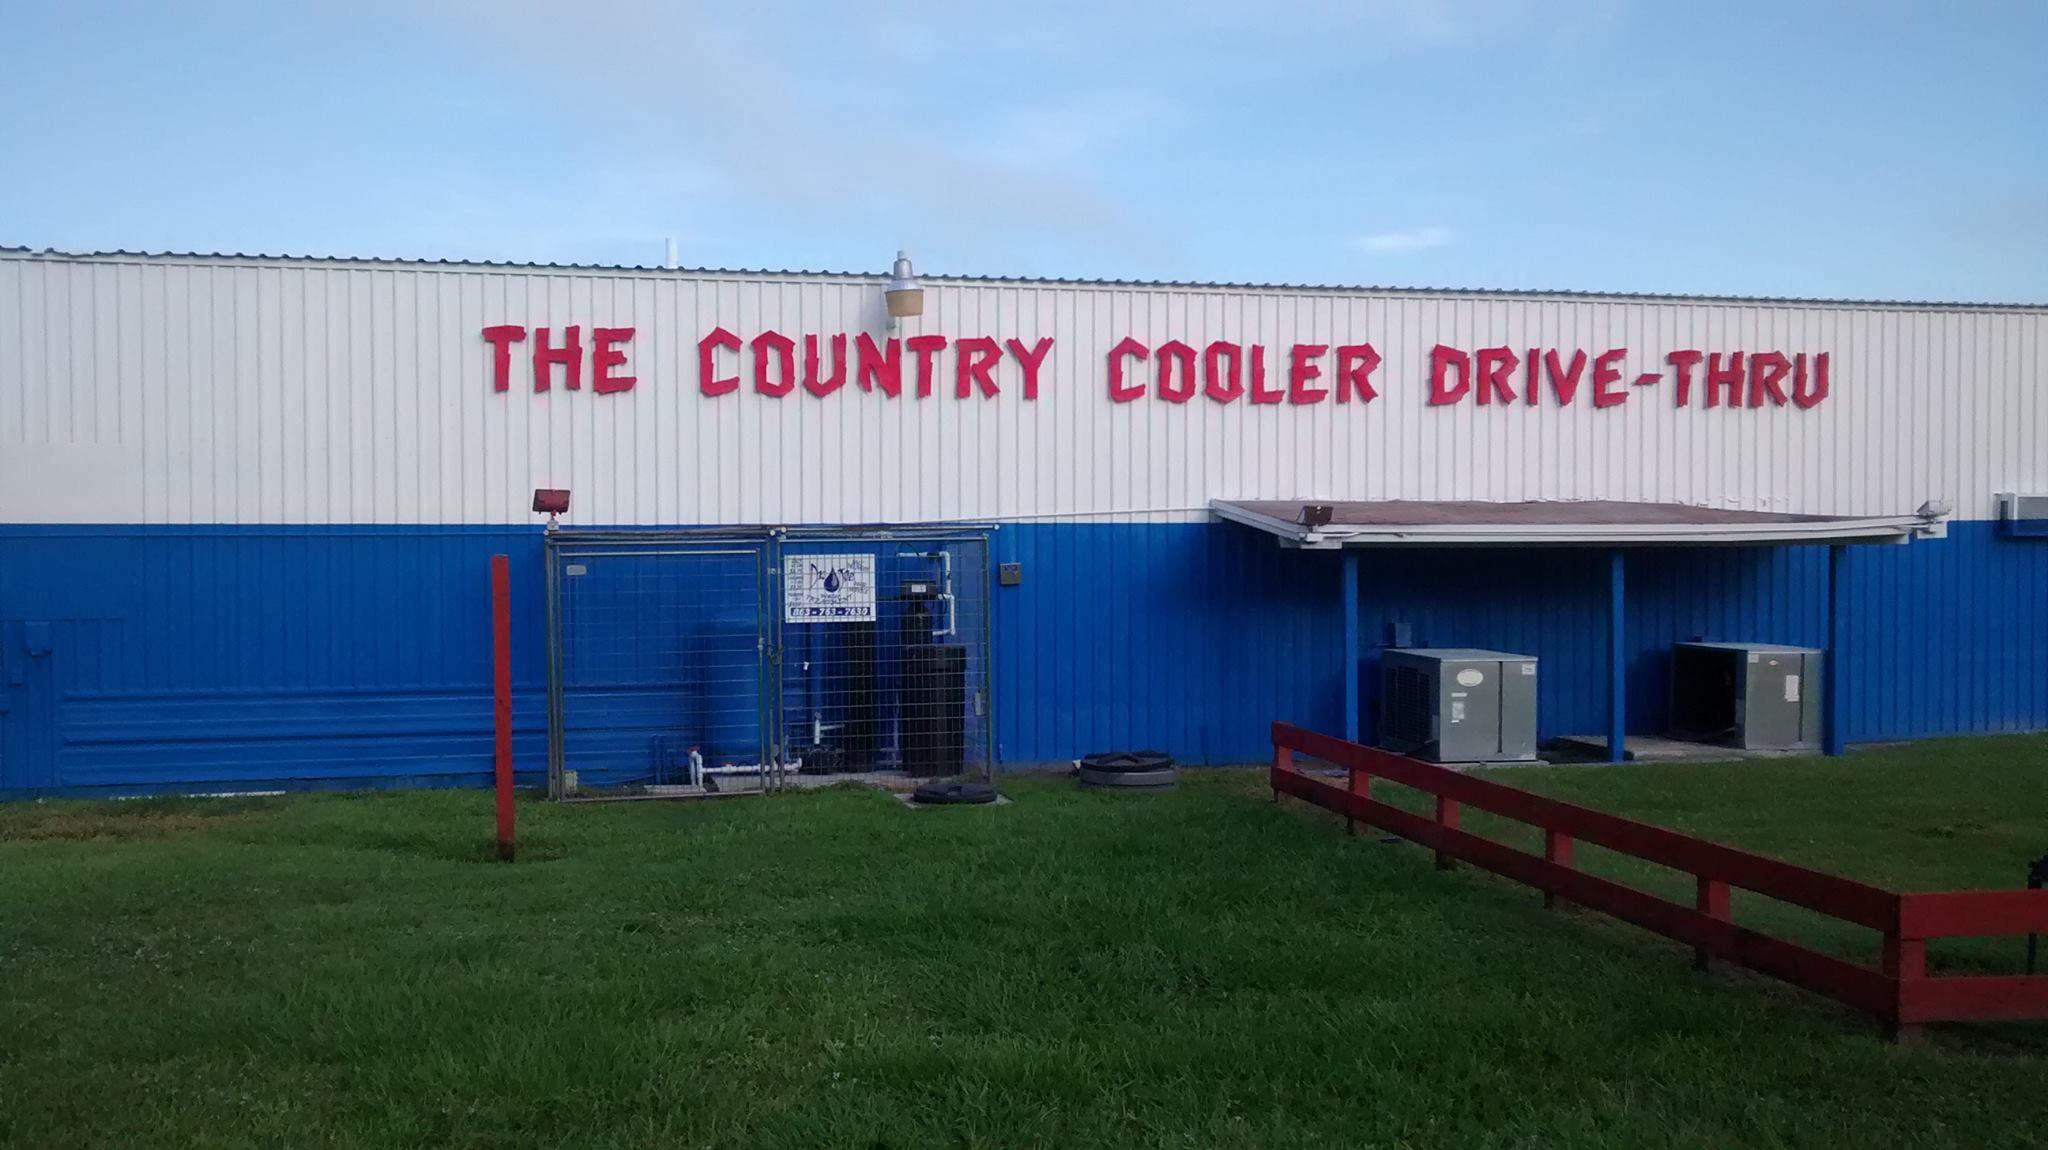 THE COUNTRY COOLER DRIVE-THRU
863-763-7630